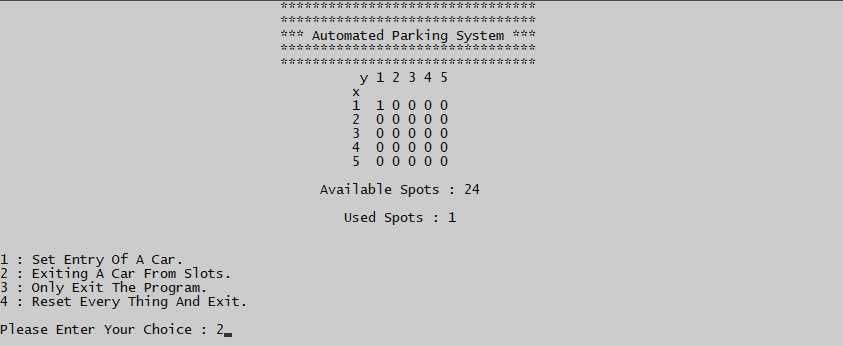 ********************************
********************************
*** Automated Parking System ***
********************************
********************************
y 1 2 3 4 5
x
1 1 0 0 0 0
2 0 0 0 0 0
3 0 0 0 0 0
4 0 0 0 0 0
5 0 0 0 0 0
Available Spots : 24
Used Spots : 1
1 : Set Entry Of A Car.
2 : Exiting A Car From Slots.
3 : Only Exit The Program.
4 : Reset Every Thing And Exit.
Please Enter Your Choice : 2_